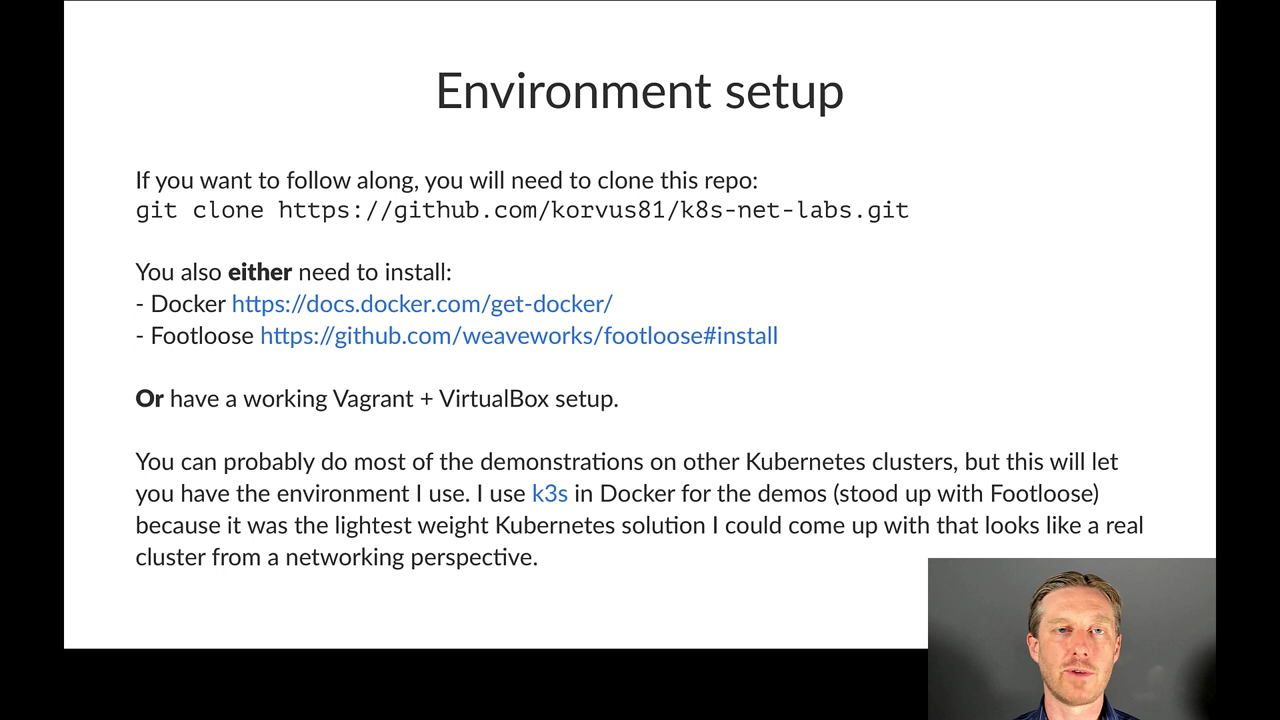 Environment setup
If you want to follow along, you will need to clone this repo:
git clone https://github.com/korvus81/k8s-net-labs.git
You also either need to install:
- Docker https://docs.docker.com/get-docker/
- Footloose https://github.com/weaveworks/footloose#install
Or have a working Vagrant + VirtualBox setup.
You can probably do most of the demonstrations on other Kubernetes clusters, but this will let
you have the environment I use. I use k3s in Docker for the demos (stood up with Footloose)
because it was the lightest weight Kubernetes solution I could come up with that looks like a real
cluster from a networking perspective.